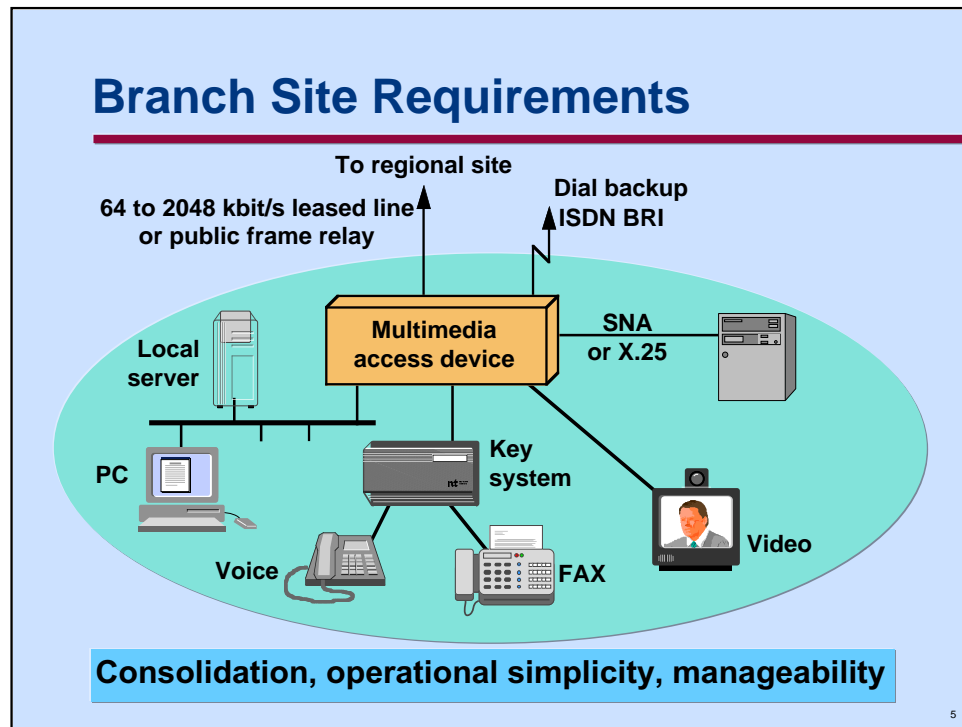 Branch Site Requirements
To regional site
64 to 2048 kbit/s leased line
or public frame relay
Dial backup
ISDN BRI
Multimedia
access device
SNA
or X.25
Local
server
PC
Key
system
nt
Voice
FAX
Video
Consolidation, operational simplicity, manageability
5